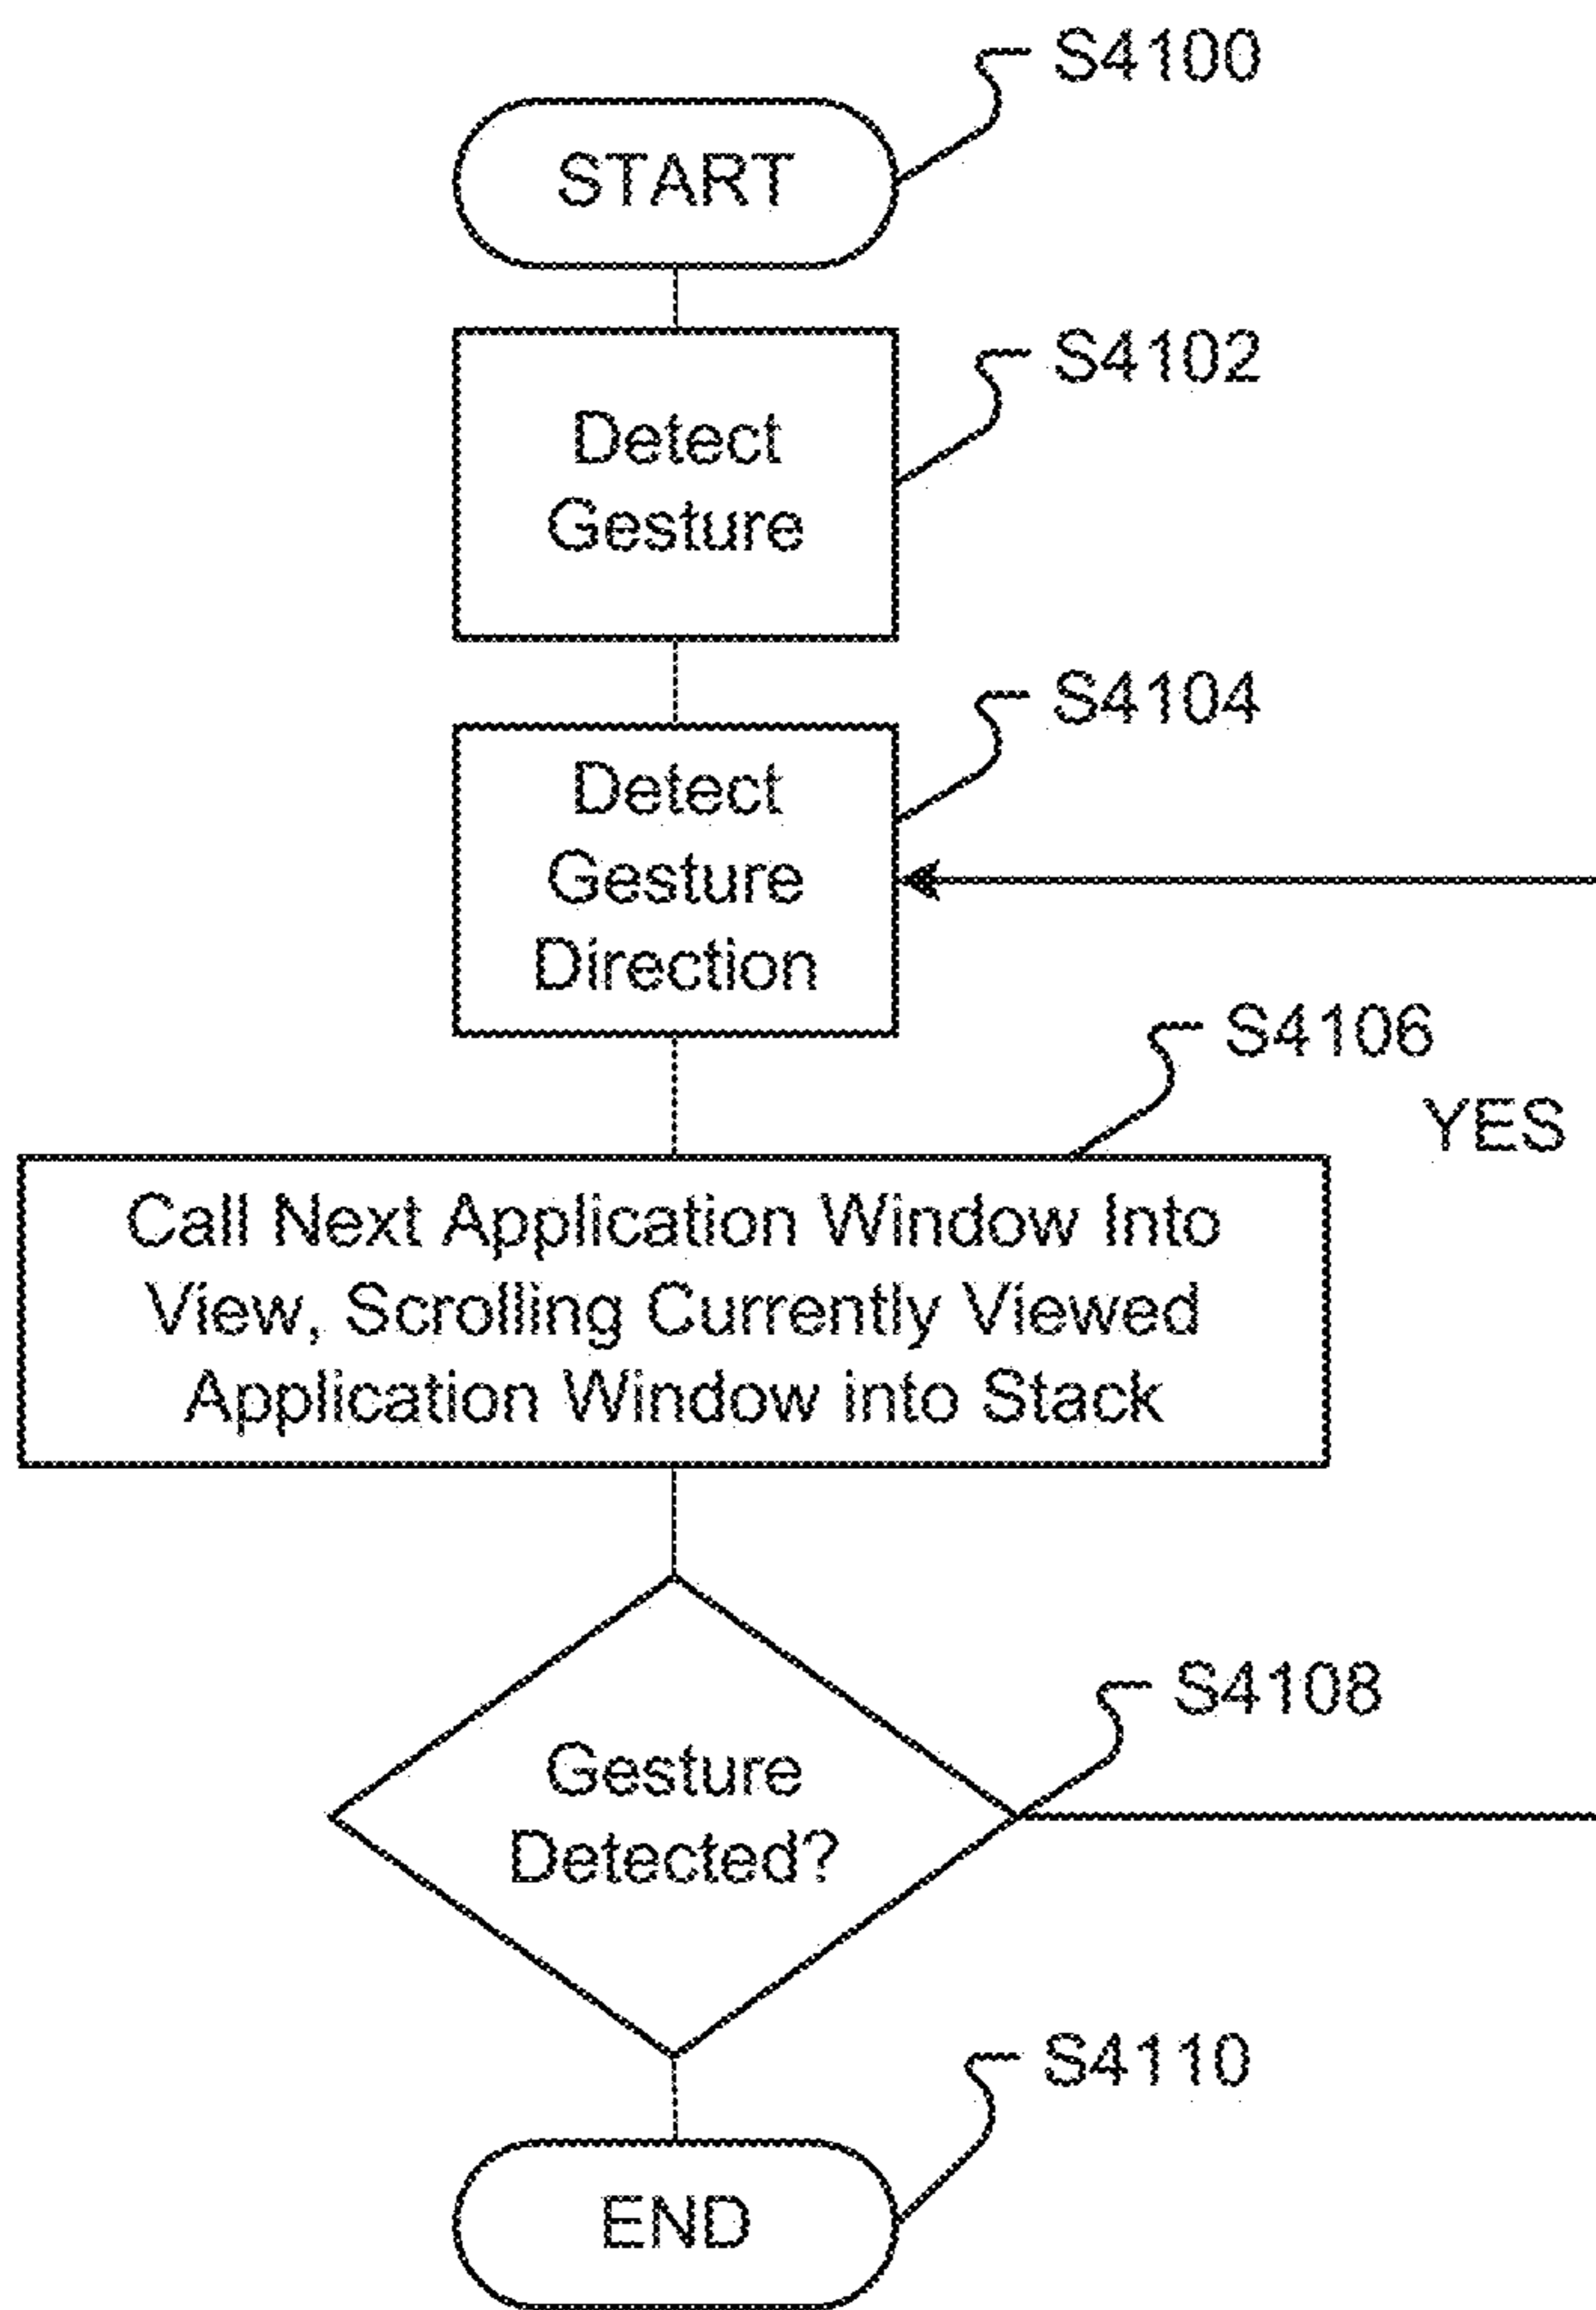 S4100
START
S4102
Detect
Gesture
S4104
Detect
Gesture
Direction
S4106
YES
Call Next Application Window Into
View, Scrolling Currently Viewed
Application Window into Stack
S4108
Gesture
Detected?
S4110
END